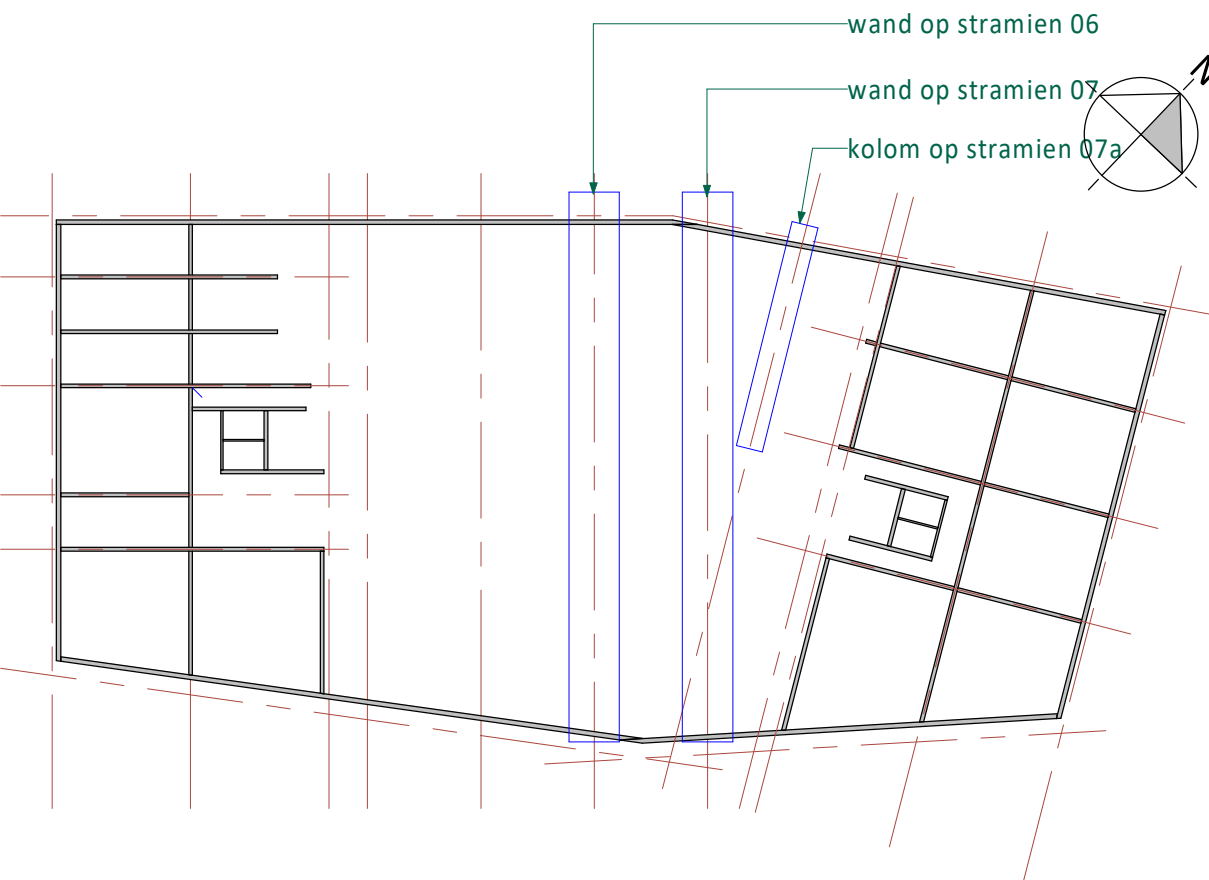 wand op stramien 06
wand op stramien 07
kolom op stramien 07a
N